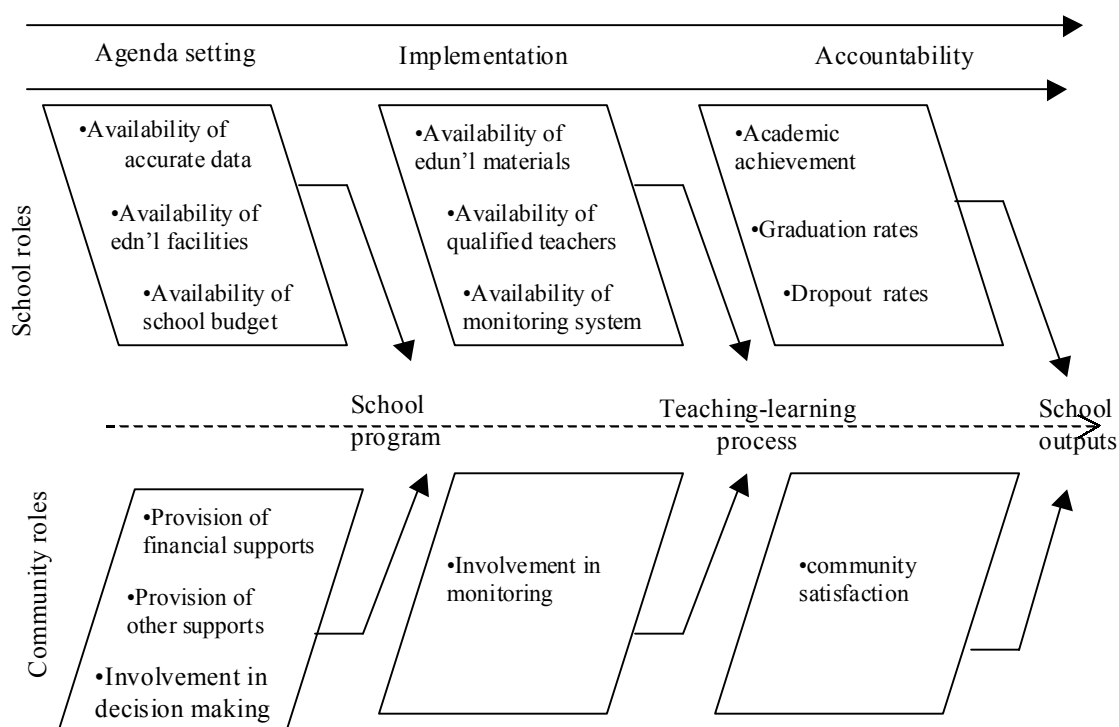 Agenda setting
Implementation
Accountability
School roles
•Availability of
accurate data
•Availability of
edn’l facilities
•Availability of
school budget
•Availability of
edun’l materials
•Availability of
qualified teachers
•Availability of
monitoring system
•Academic
achievement
•Graduation rates
•Dropout rates
School
program
Teaching-learning
process
School
outputs
Community roles
•Provision of
financial supports
•Provision of
other supports
•Involvement in
decision making
•Involvement in
monitoring
•community
satisfaction